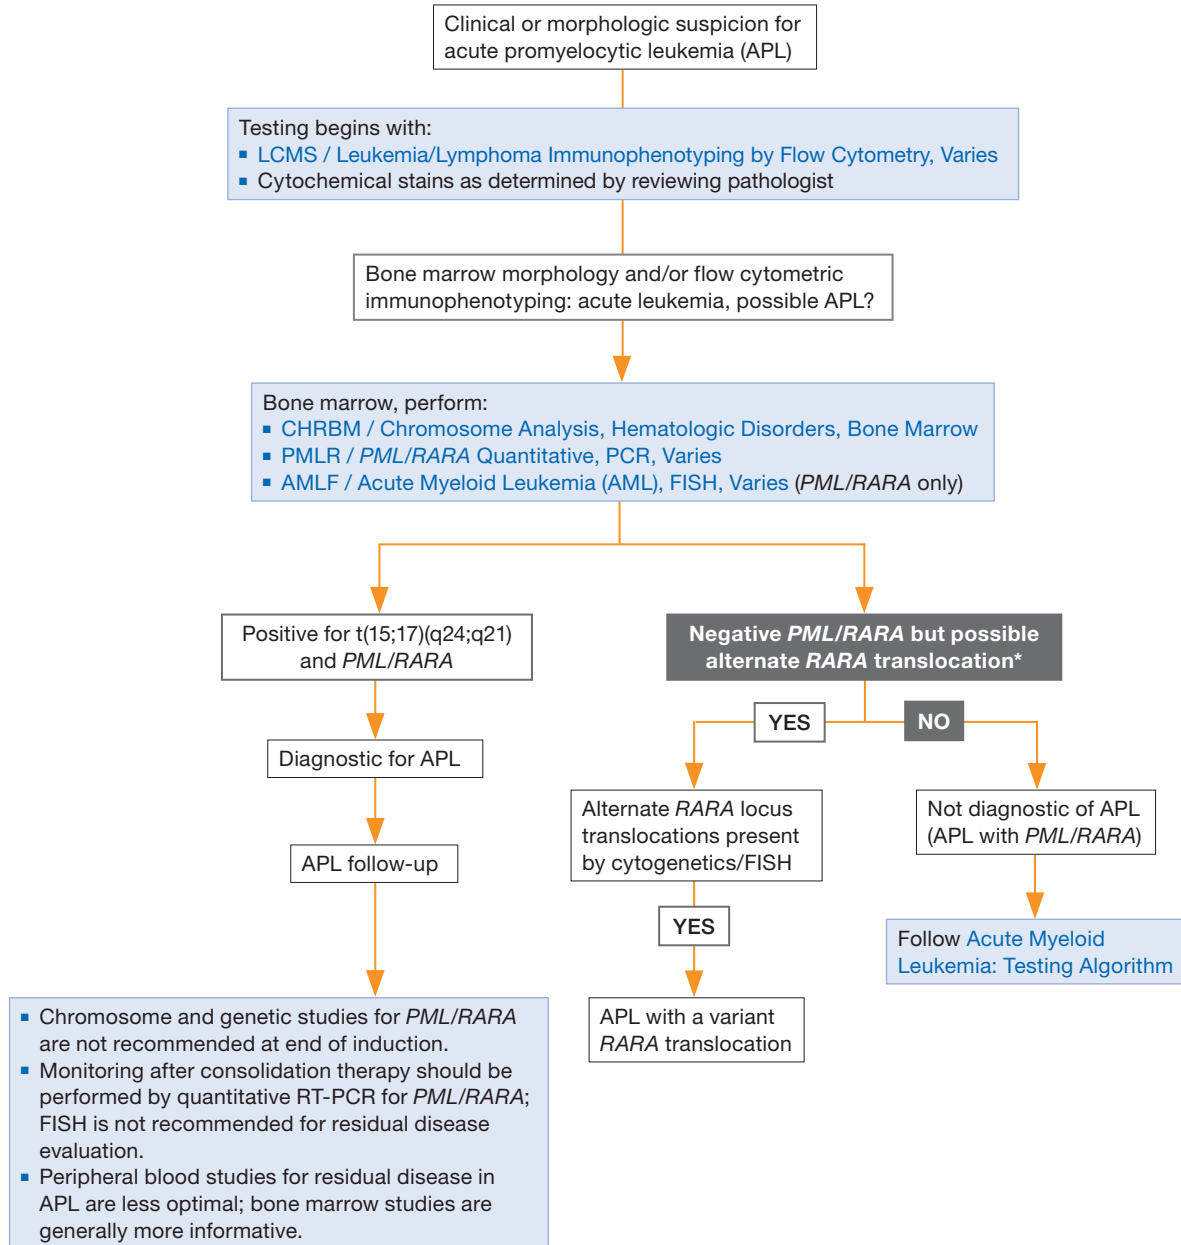 Clinical or morphologic suspicion for
acute promyelocytic leukemia (APL)
Testing begins with:
▪ LCMS / Leukemia/Lymphoma Immunophenotyping by Flow Cytometry, Varies
▪ Cytochemical stains as determined by reviewing pathologist
Bone marrow morphology and/or flow cytometric
immunophenotyping: acute leukemia, possible APL?
Bone marrow, perform:
▪ CHRBM / Chromosome Analysis, Hematologic Disorders, Bone Marrow
▪ PMLR / PML/RARA Quantitative, PCR, Varies
▪ AMLF / Acute Myeloid Leukemia (AML), FISH, Varies (PML/RARA only)
Positive for t(15;17)(q24;q21)
and PML/RARA
Diagnostic for APL
APL follow-up
▪ Chromosome and genetic studies for PML/RARA
are not recommended at end of induction.
▪ Monitoring after consolidation therapy should be
performed by quantitative RT-PCR for PML/RARA;
FISH is not recommended for residual disease
evaluation.
▪ Peripheral blood studies for residual disease in
APL are less optimal; bone marrow studies are
generally more informative.
Negative PML/RARA but possible
alternate RARA translocation*
YES
NO
Alternate RARA locus
translocations present
by cytogenetics/FISH
YES
APL with a variant
RARA translocation
Not diagnostic of APL
(APL with PML/RARA)
Follow Acute Myeloid
Leukemia: Testing Algorithm